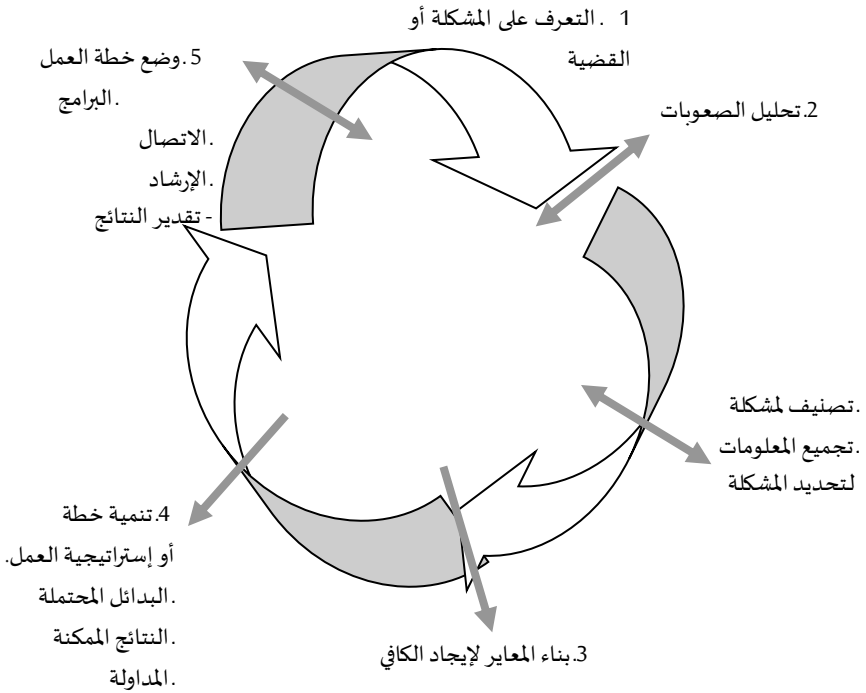 1 . التعرف على المشكلة أو
القضية
2.تحليل الصعوبات
.تصنيف لمشكلة
.تجميع المعلومات
لتحديد المشكلة
3.بناء المعاير لإيجاد الكافي
4.تنمية خطة
أو إستراتيجية العمل.
.البدائل المحتملة
.النتائج الممكنة
.المداولة
5.وضع خطة العمل
.البرامج
.الاتصال
.الإرشاد
- تقدير النتائج